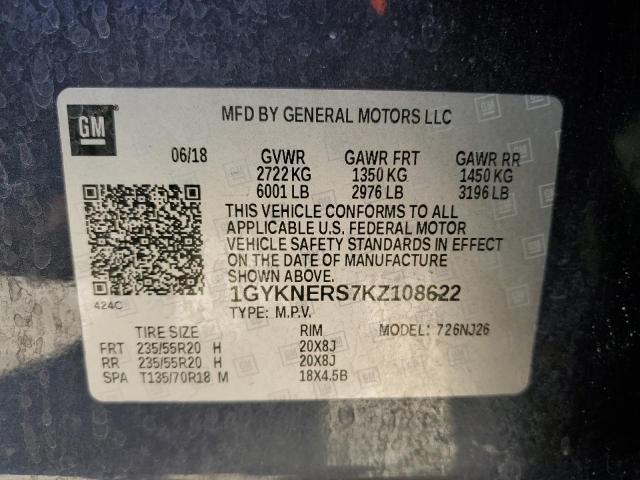 GM
MFD BY GENERAL MOTORS LLC
06/18 GVWR GAWR FRT GAWR RR
2722 KG 1350 KG 1450 KG
6001 LB 2976 LB 3196 LB
THIS VEHICLE CONFORMS TO ALL
APPLICABLE U.S. FEDERAL MOTOR
VEHICLE SAFETY STANDARDS IN EFFECT
ON THE DATE OF MANUFACTURE
SHOWN ABOVE.
424C
1GYKNERS7KZ108622
TYPE: M.P.V.
TIRE SIZE RIM MODEL: 726NJ26
FRT 235/55R20 H 20X8J
RR 235/55R20 H 20X8J
SPA T135/70R18 M 18X4.5B